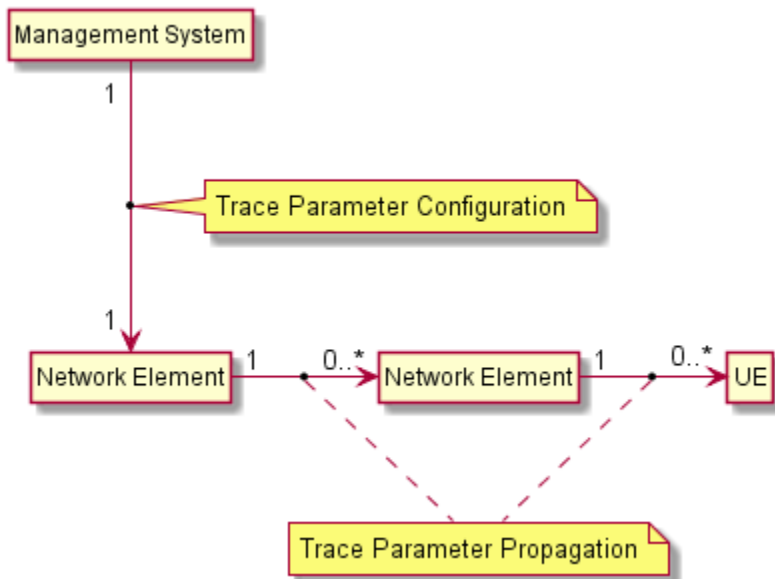 Management System
1
Trace Parameter Configuration
1
Network Element
1
0..*
Network Element
1
0..*
UE
Trace Parameter Propagation